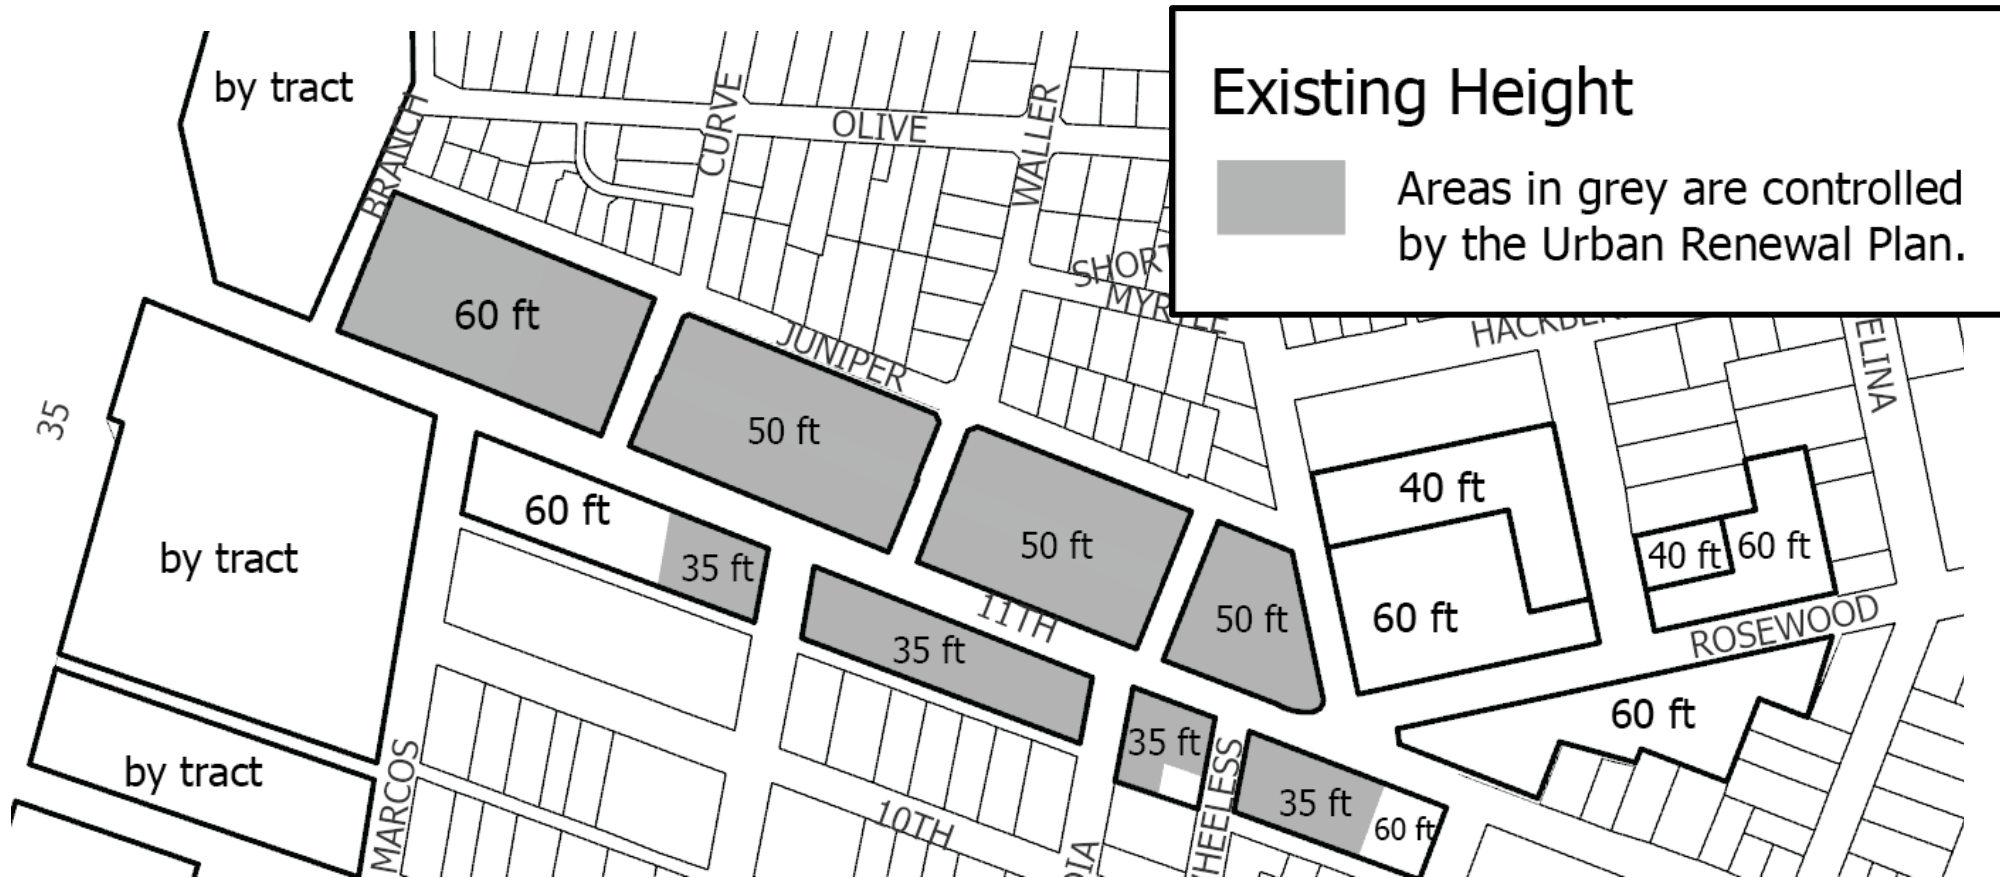 Existing Height
Areas in grey are controlled
by the Urban Renewal Plan.
by tract
BRANCH
CURVE
OLIVE
WALLER
SHORT
MYRTLE
JUNIPER
ELINA
35
60 ft
50 ft
50 ft
50 ft
40 ft
60 ft
40 ft
60 ft
ROSEWOOD
60 ft
60 ft
35 ft
by tract
11TH
35 ft
35 ft
35 ft
60 ft
by tract
MARCOS
10TH
WHEELESS